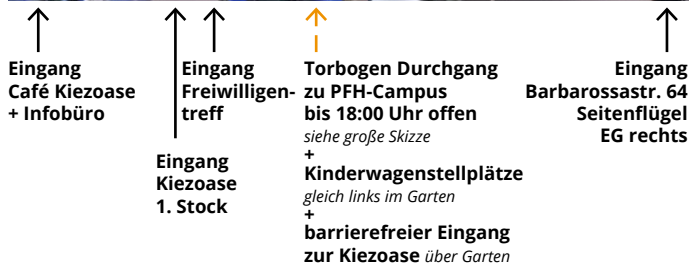 Eingang
Café Kiezoase
+ Infobüro
Eingang
Kiezoase
1. Stock
Eingang
Freiwilligen-
treff
Torbogen Durchgang
zu PFH-Campus
bis 18:00 Uhr offen
siehe große Skizze
+
Kinderwagenstellplätze
gleich links im Garten
+
barrierefreier Eingang
zur Kiezoase über Garten
Eingang
Barbarossastr. 64
Seitenflügel
EG rechts